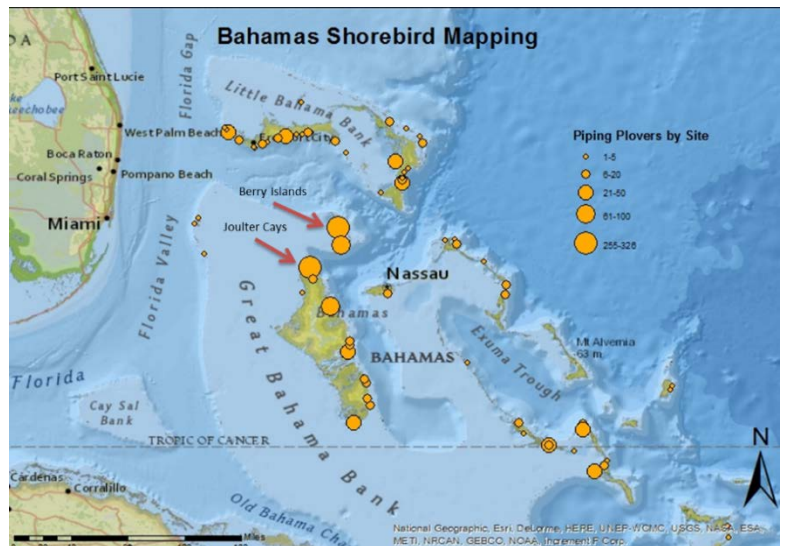 Bahamas Shorebird Mapping
D A
Port Saint Lucie
Florida Gap
Little Bahama Bank
West Palm Beach
Boca Raton
Coral Springs
Pompano Beach
Miami
Piping Plovers by Site
1-5
6-20
21-50
61-100
255-326
Berry Islands
Joulter Cays
Florida Valley
Nassau
Bahamas
Great Bahama Bank
BAHAMAS
Exuma Trough
Mt Alvernia
63 m
Florida
Cay Sal
Bank
TROPIC OF CANCER
N
Cardenas
Corralillo
Old Bahama Cha
Miles
National Geographic, Esri, DeLorme, HERE, UNEP-WCMC, USGS, NASA, ESA,
METI, NRCAN, GEBCO, NOAA, increment P Corp.